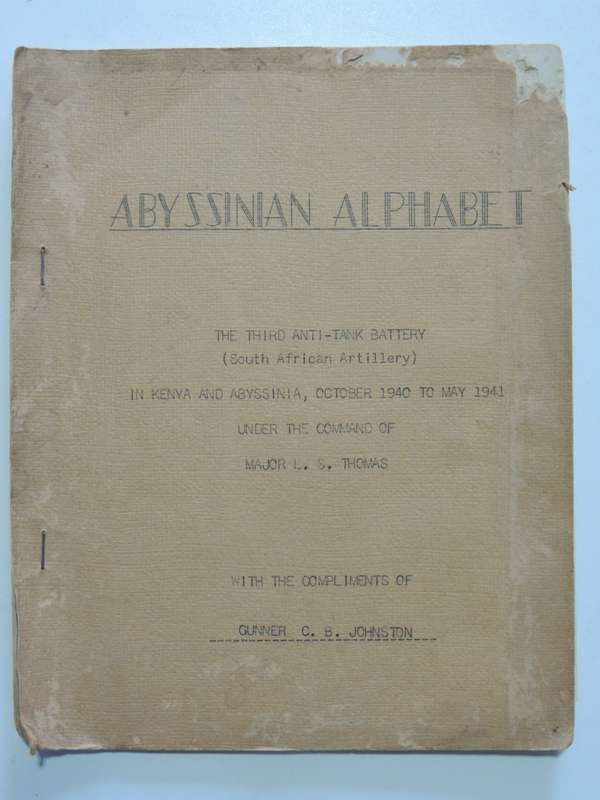 ABYSSINIAN ALPHABET
THE THIRD ANTI-TANK BATTERY
(South African Artillery)
IN KENYA AND ABYSSINIA, OCTOBER 1940 TO MAY 1941
UNDER THE COMMAND OF
MAJOR L. S. THOMAS
WITH THE COMPLIMENTS OF
GUNNER C. B. JOHNSTON